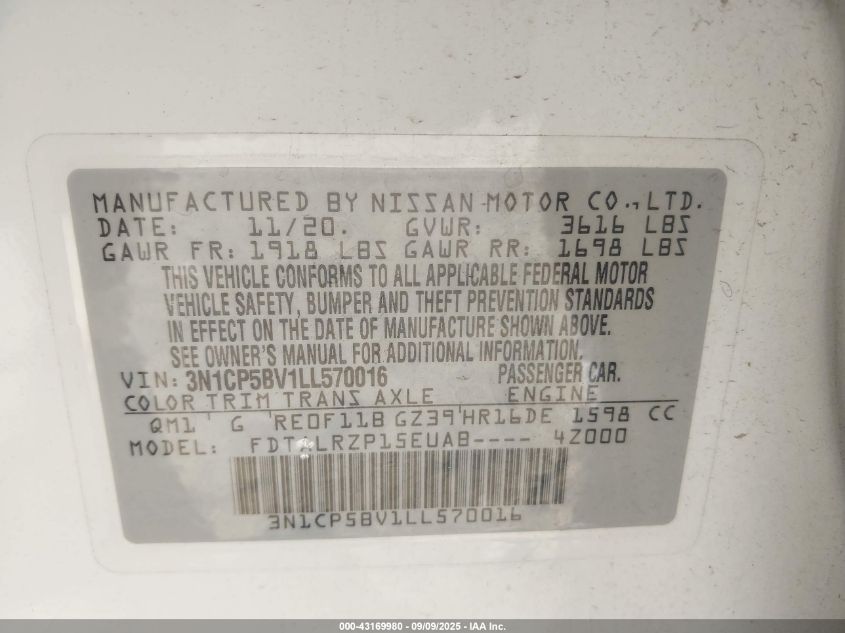 MANUFACTURED BY NISSAN MOTOR CO., LTD.
DATE: 11/20. GVWR: 3616 LBS
GAWR FR: 1918 LBS GAWR RR: 1698 LBS
THIS VEHICLE CONFORMS TO ALL APPLICABLE FEDERAL MOTOR
VEHICLE SAFETY, BUMPER AND THEFT PREVENTION STANDARDS
IN EFFECT ON THE DATE OF MANUFACTURE SHOWN ABOVE.
SEE OWNER'S MANUAL FOR ADDITIONAL INFORMATION.
VIN: 3N1CP5BV1LL570016 PASSENGER CAR.
COLOR TRIM TRANS AXLE ENGINE
QM1 G RE0F11B GZ39 HR16DE 1598 CC
MODEL: 4Z000
3N1CP5BV1LL570016
000-43169980 - 09/09/2025 - IAA Inc.